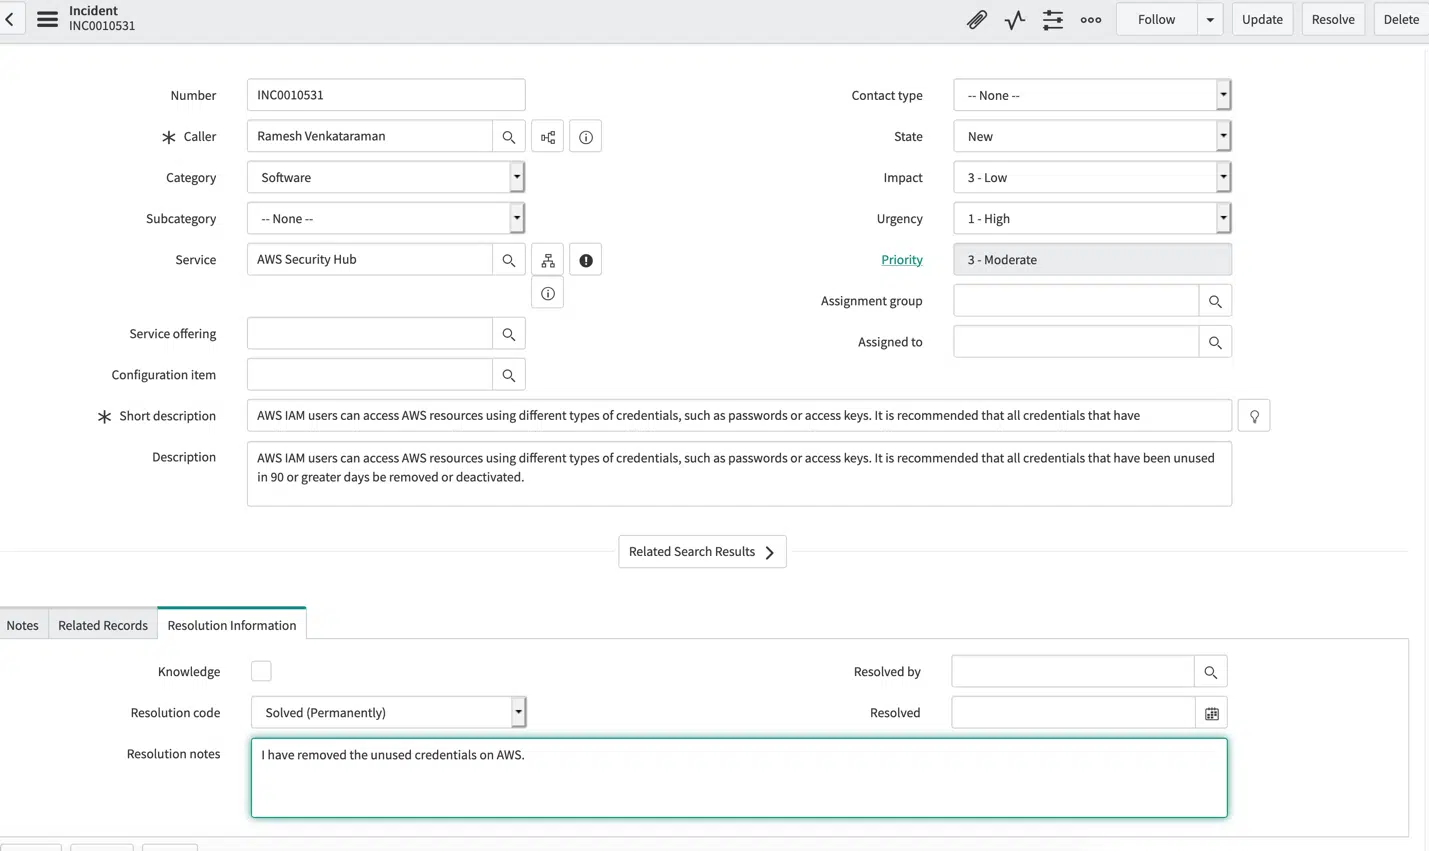 Incident
INC0010531
Follow
Update
Resolve
Delete
Number
INC0010531
Contact type
-- None --
Caller
Ramesh Venkataraman
State
New
Category
Software
Impact
3 - Low
Subcategory
-- None --
Urgency
1 - High
Service
AWS Security Hub
Priority
3 - Moderate
Assignment group
Service offering
Assigned to
Configuration item
Short description
AWS IAM users can access AWS resources using different types of credentials, such as passwords or access keys. It is recommended that all credentials that have
Description
AWS IAM users can access AWS resources using different types of credentials, such as passwords or access keys. It is recommended that all credentials that have been unused
in 90 or greater days be removed or deactivated.
Related Search Results
Notes
Related Records
Resolution Information
Knowledge
Resolved by
Resolution code
Solved (Permanently)
Resolved
Resolution notes
I have removed the unused credentials on AWS.